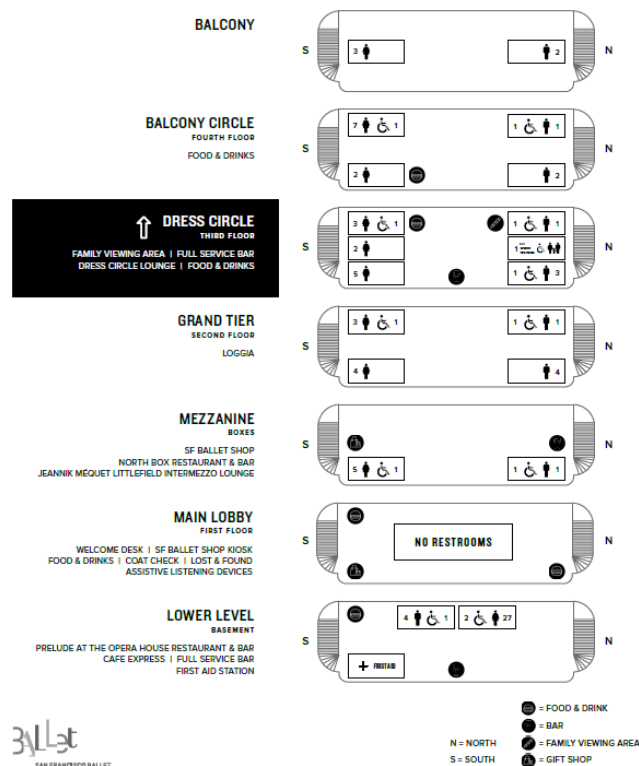 BALCONY
S
3
2
N
BALCONY CIRCLE
FOURTH FLOOR
FOOD & DRINKS
7 1
1 1
S
N
2
2
DRESS CIRCLE
THIRD FLOOR
FAMILY VIEWING AREA | FULL SERVICE BAR
DRESS CIRCLE LOUNGE | FOOD & DRINKS
3 1
1 1
S
2
1
N
5
1 3
GRAND TIER
SECOND FLOOR
LOGGIA
3 1
1 1
S
N
4
4
MEZZANINE
BOXES
SF BALLET SHOP
NORTH BOX RESTAURANT & BAR
JEANNIK MÉQUET LITTLEFIELD INTERMEZZO LOUNGE
S
N
5 1
1 1
MAIN LOBBY
FIRST FLOOR
WELCOME DESK | SF BALLET SHOP KIOSK
FOOD & DRINKS | COAT CHECK | LOST & FOUND
ASSISTIVE LISTENING DEVICES
S
NO RESTROOMS
N
LOWER LEVEL
BASEMENT
PRELUDE AT THE OPERA HOUSE RESTAURANT & BAR
CAFE EXPRESS | FULL SERVICE BAR
FIRST AID STATION
4 1
2 27
S
N
FIRST AID
BALLet
SAN FRANCISCO BALLET
= FOOD & DRINK
= BAR
N = NORTH
= FAMILY VIEWING AREA
S = SOUTH
= GIFT SHOP